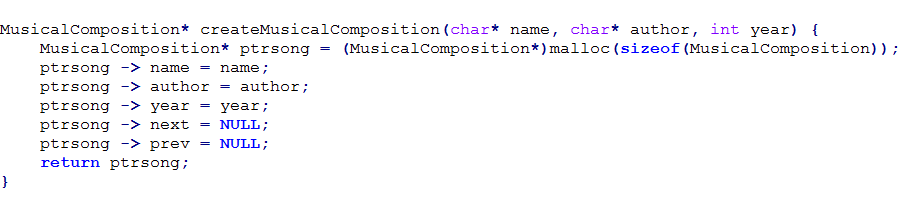 MusicalComposition* createMusicalComposition(char* name, char* author, int year) {
    MusicalComposition* ptrsong = (MusicalComposition*)malloc(sizeof(MusicalComposition));
    ptrsong -> name = name;
    ptrsong -> author = author;
    ptrsong -> year = year;
    ptrsong -> next = NULL;
    ptrsong -> prev = NULL;
    return ptrsong;
}